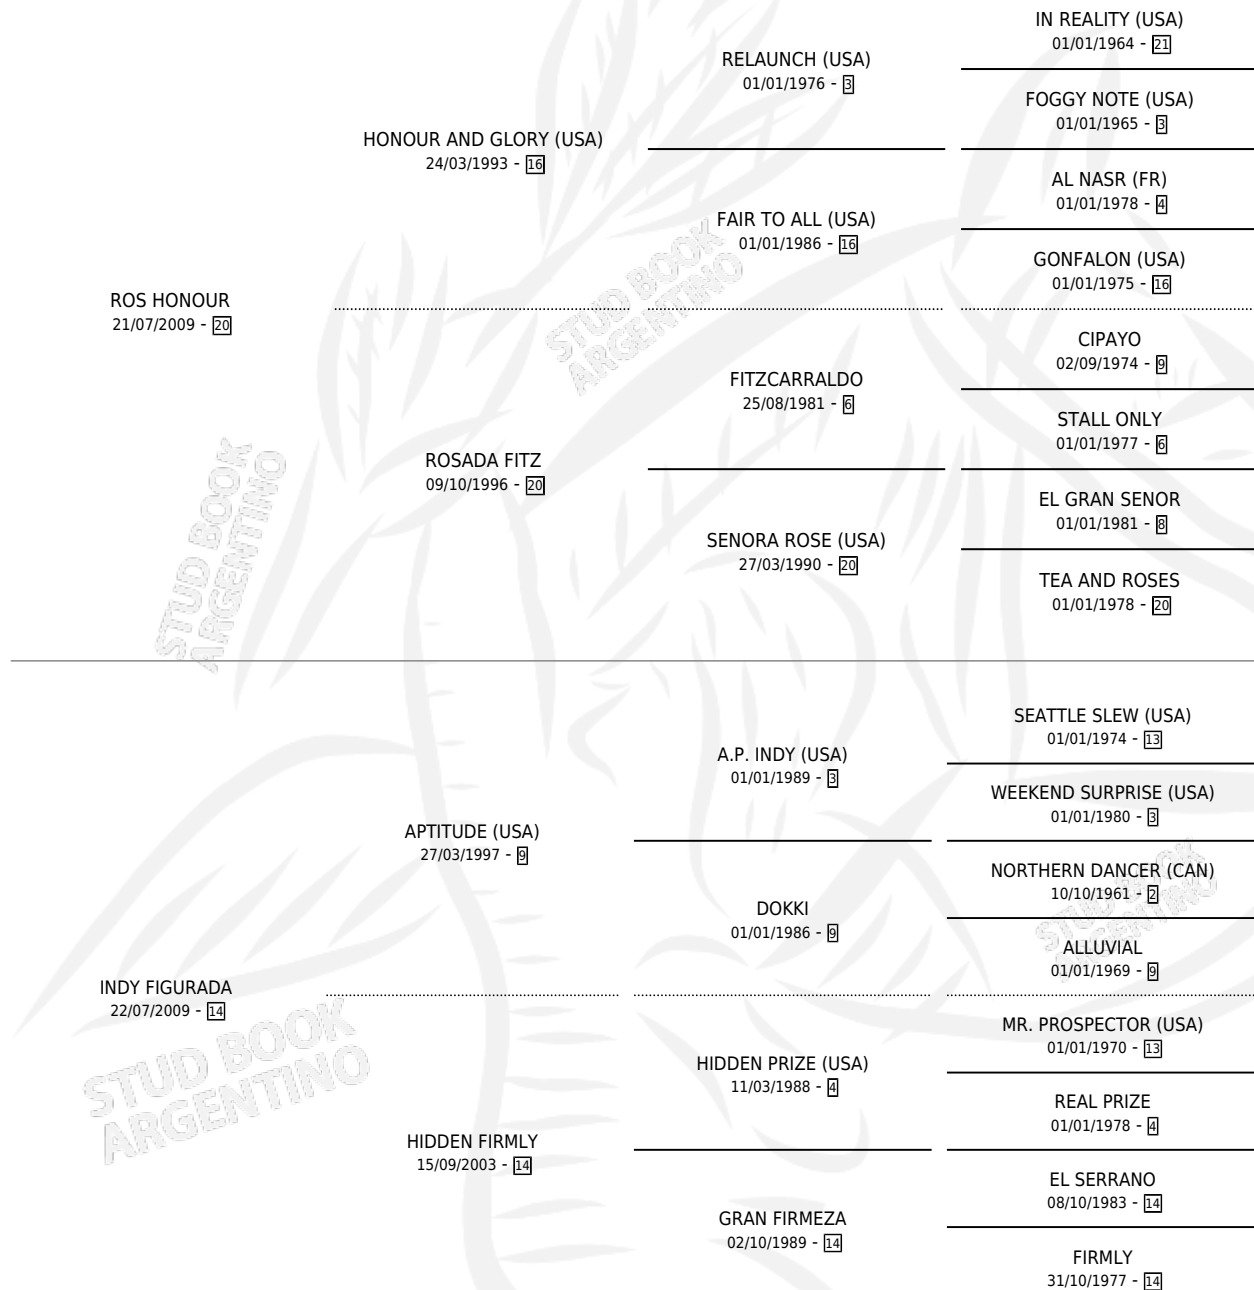 IN REALITY (USA)
01/01/1964 - 21
RELAUNCH (USA)
01/01/1976 - 3
FOGGY NOTE (USA)
01/01/1965 - 3
HONOUR AND GLORY (USA)
24/03/1993 - 16
AL NASR (FR)
01/01/1978 - 4
FAIR TO ALL (USA)
01/01/1986 - 16
GONFALON (USA)
01/01/1975 - 16
ROS HONOUR
21/07/2009 - 20
STUD BOOK
ARGENTINO
CIPAYO
02/09/1974 - 9
FITZCARRALDO
25/08/1981 - 6
STALL ONLY
01/01/1977 - 6
ROSADA FITZ
09/10/1996 - 20
EL GRAN SENOR
01/01/1981 - 8
SENORA ROSE (USA)
27/03/1990 - 20
TEA AND ROSES
01/01/1978 - 20
STUD BOOK
ARGENTINO
SEATTLE SLEW (USA)
01/01/1974 - 13
A.P. INDY (USA)
01/01/1989 - 3
WEEKEND SURPRISE (USA)
01/01/1980 - 3
APTITUDE (USA)
27/03/1997 - 9
NORTHERN DANCER (CAN)
10/10/1961 - 2
DOKKI
01/01/1986 - 9
STUD BOOK
ARGENTINO
ALLUVIAL
01/01/1969 - 9
INDY FIGURADA
22/07/2009 - 14
MR. PROSPECTOR (USA)
01/01/1970 - 13
HIDDEN PRIZE (USA)
11/03/1988 - 4
STUD BOOK
ARGENTINO
REAL PRIZE
01/01/1978 - 4
HIDDEN FIRMLY
15/09/2003 - 14
EL SERRANO
08/10/1983 - 14
GRAN FIRMEZA
02/10/1989 - 14
FIRMLY
31/10/1977 - 14